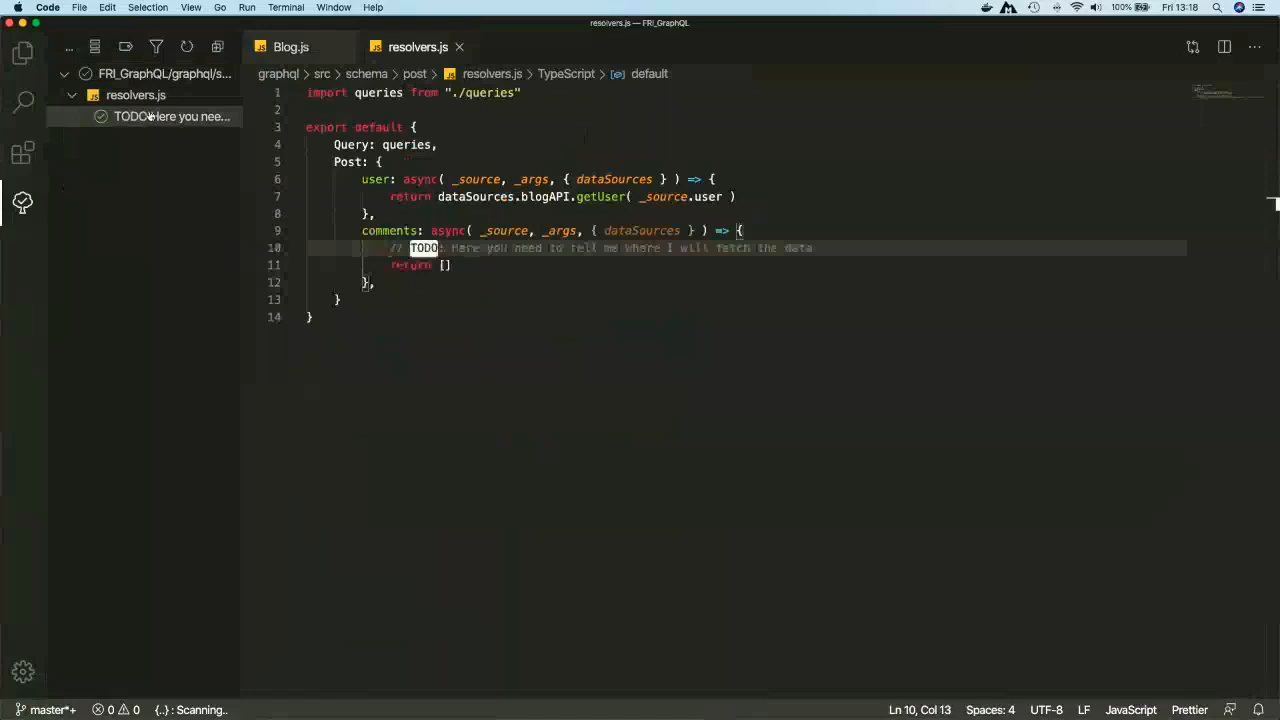 Code File Edit Selection View Go Run Terminal Window Help 100% Fri 13:18
resolvers.js — FRI_GraphQL
... JS Blog.js JS resolvers.js
FRI_GraphQL/graphql/s... graphql > src > schema > post > JS resolvers.js > TypeScript > default
JS resolvers.js
TODO Here you nee...
1 import queries from "./queries"
2
3 export default {
4 Query: queries,
5 Post: {
6 user: async( _source, _args, { dataSources } ) => {
7 return dataSources.blogAPI.getUser( _source.user )
8 },
9 comments: async( _source, _args, { dataSources } ) => {
10 // TODO: Here you need to tell me where I will fetch the data
11 return []
12 },
13 }
14 }
master*+ 0 0 {..} : Scanning.. Ln 10, Col 13 Spaces: 4 UTF-8 LF JavaScript Prettier